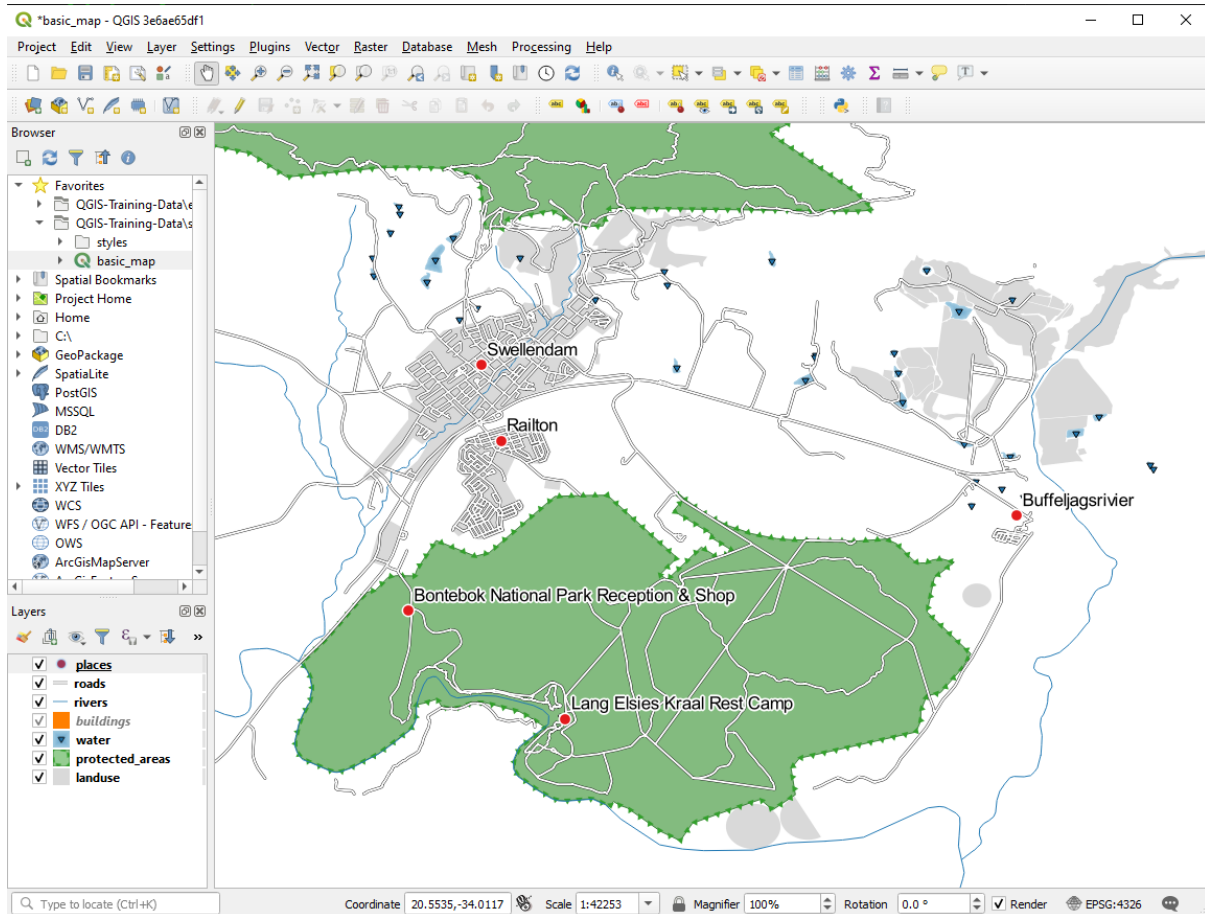 *basic_map - QGIS 3e6ae65df1
Project Edit View Layer Settings Plugins Vector Raster Database Mesh Processing Help
Browser
Favorites
QGIS-Training-Data\e
QGIS-Training-Data\s
styles
basic_map
Spatial Bookmarks
Project Home
Home
C:\
GeoPackage
SpatiaLite
PostGIS
MSSQL
DB2
WMS/WMTS
Vector Tiles
XYZ Tiles
WCS
WFS / OGC API - Feature
OWS
ArcGisMapServer
Layers
places
roads
rivers
buildings
water
protected_areas
landuse
Swellendam
Railton
Buffeljagsrivier
Bontebok National Park Reception & Shop
Lang Elsies Kraal Rest Camp
Type to locate (Ctrl+K) Coordinate 20.5535,-34.0117 Scale 1:42253 Magnifier 100% Rotation 0.0 ° Render EPSG:4326